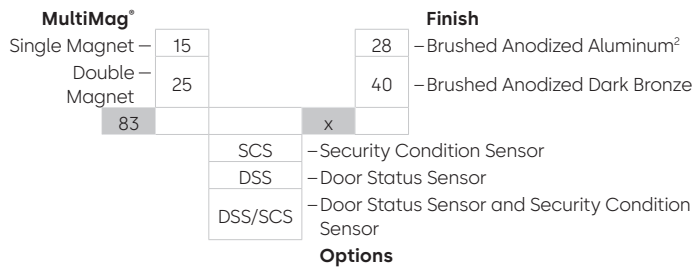 MultiMag®
Finish
Single Magnet – 15
28 – Brushed Anodized Aluminum²
Double –
Magnet
25
40 – Brushed Anodized Dark Bronze
83 x
SCS – Security Condition Sensor
DSS – Door Status Sensor
DSS/SCS
– Door Status Sensor and Security Condition
Sensor
Options